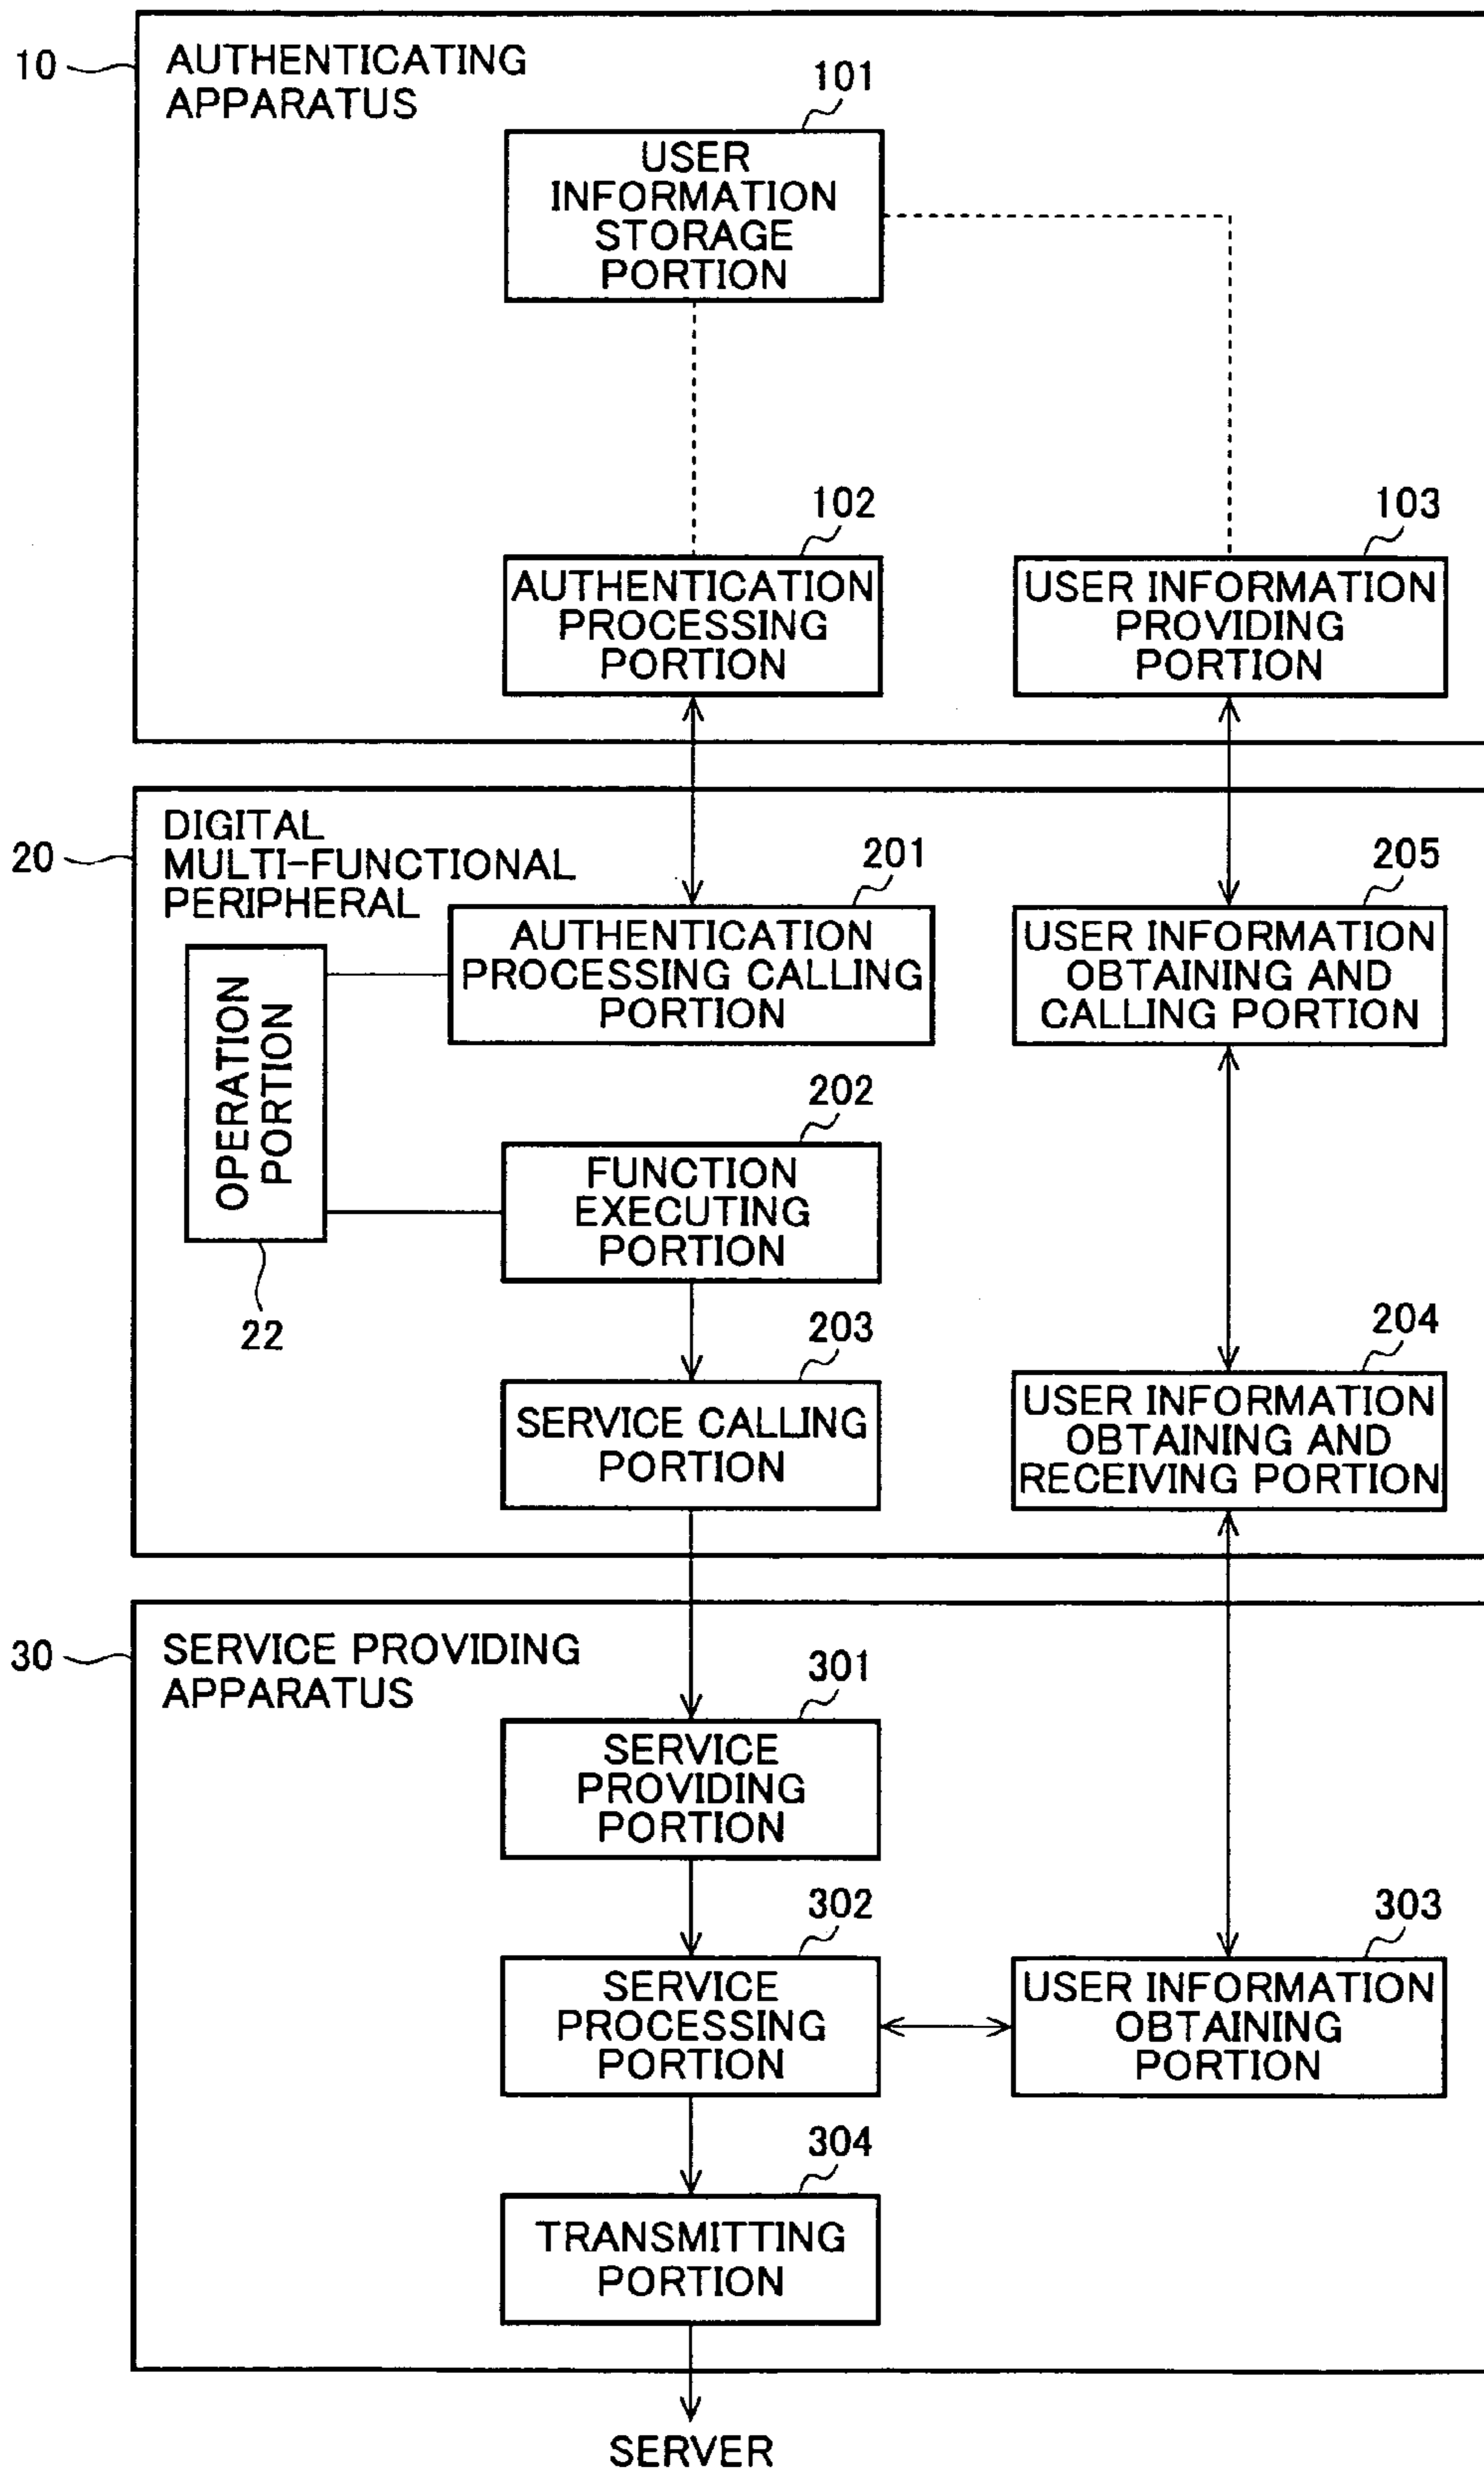 10
AUTHENTICATING
APPARATUS
101
USER
INFORMATION
STORAGE
PORTION
102
AUTHENTICATION
PROCESSING
PORTION
103
USER INFORMATION
PROVIDING
PORTION
20
DIGITAL
MULTI-FUNCTIONAL
PERIPHERAL
201
AUTHENTICATION
PROCESSING CALLING
PORTION
205
USER INFORMATION
OBTAINING AND
CALLING PORTION
OPERATION
PORTION
22
202
FUNCTION
EXECUTING
PORTION
203
SERVICE CALLING
PORTION
204
USER INFORMATION
OBTAINING AND
RECEIVING PORTION
30
SERVICE PROVIDING
APPARATUS
301
SERVICE
PROVIDING
PORTION
302
SERVICE
PROCESSING
PORTION
303
USER INFORMATION
OBTAINING
PORTION
304
TRANSMITTING
PORTION
SERVER